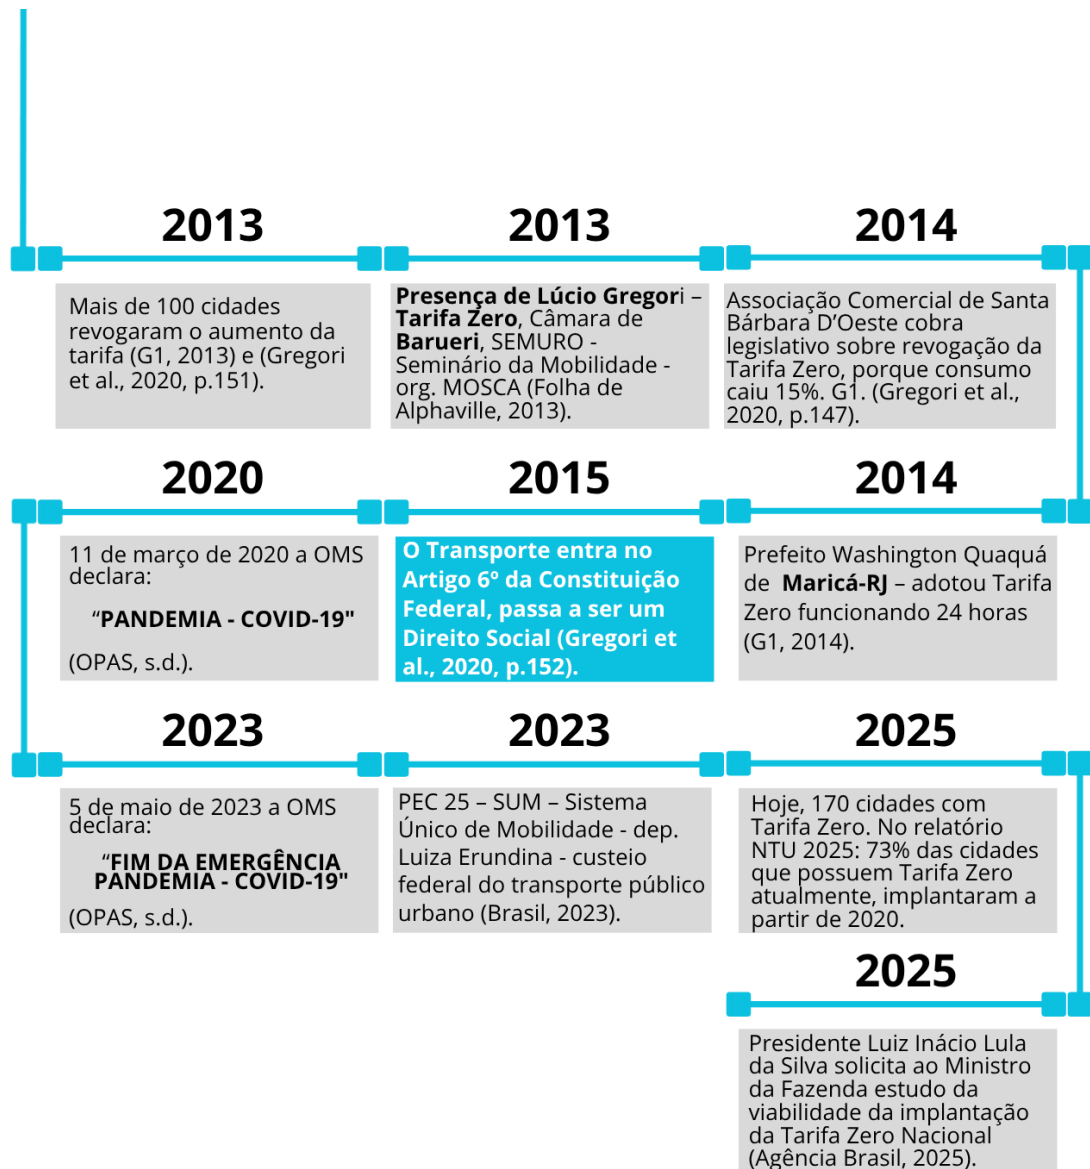 2013
Mais de 100 cidades
revogaram o aumento da
tarifa (G1, 2013) e (Gregori
et al., 2020, p.151).
2013
Presença de Lúcio Gregori –
Tarifa Zero, Câmara de
Barueri, SEMURO -
Seminário da Mobilidade -
org. MOSCA (Folha de
Alphaville, 2013).
2014
Associação Comercial de Santa
Bárbara D’Oeste cobra
legislativo sobre revogação da
Tarifa Zero, porque consumo
caiu 15%. G1. (Gregori et al.,
2020, p.147).
2014
Prefeito Washington Quaquá
de Maricá-RJ – adotou Tarifa
Zero funcionando 24 horas
(G1, 2014).
2015
O Transporte entra no
Artigo 6º da Constituição
Federal, passa a ser um
Direito Social (Gregori et
al., 2020, p.152).
2020
11 de março de 2020 a OMS
declara:
“PANDEMIA - COVID-19"
(OPAS, s.d.).
2023
5 de maio de 2023 a OMS
declara:
“FIM DA EMERGÊNCIA
PANDEMIA - COVID-19"
(OPAS, s.d.).
2023
PEC 25 – SUM – Sistema
Único de Mobilidade - dep.
Luiza Erundina - custeio
federal do transporte público
urbano (Brasil, 2023).
2025
Hoje, 170 cidades com
Tarifa Zero. No relatório
NTU 2025: 73% das cidades
que possuem Tarifa Zero
atualmente, implantaram a
partir de 2020.
2025
Presidente Luiz Inácio Lula
da Silva solicita ao Ministro
da Fazenda estudo da
viabilidade da implantação
da Tarifa Zero Nacional
(Agência Brasil, 2025).